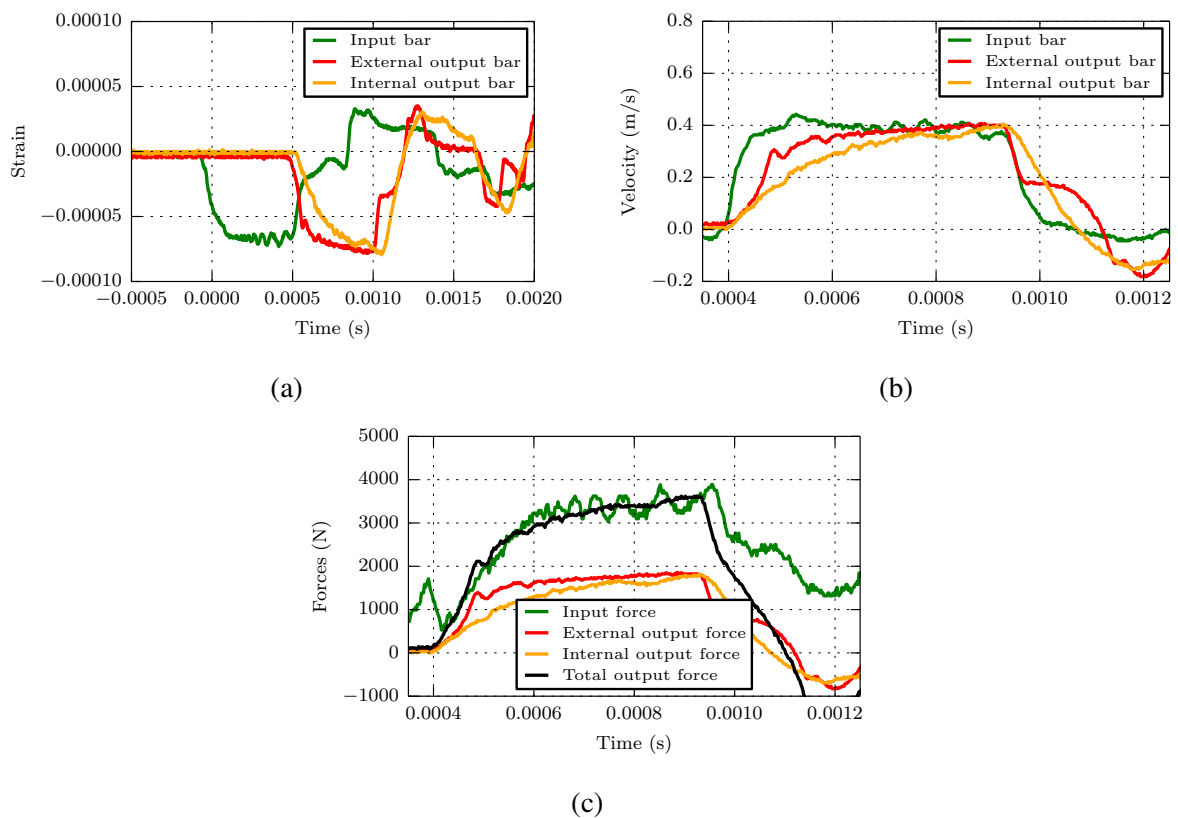 0.00010
0.00005
0.00000
−0.00005
−0.00010
Strain
−0.0005
0.0000
0.0005
0.0010
0.0015
0.0020
Time (s)
Input bar
External output bar
Internal output bar
(a)
0.8
0.6
0.4
0.2
0.0
−0.2
Velocity (m/s)
0.0004
0.0006
0.0008
0.0010
0.0012
Time (s)
Input bar
External output bar
Internal output bar
(b)
5000
4000
3000
2000
1000
0
−1000
Forces (N)
0.0004
0.0006
0.0008
0.0010
0.0012
Time (s)
Input force
External output force
Internal output force
Total output force
(c)